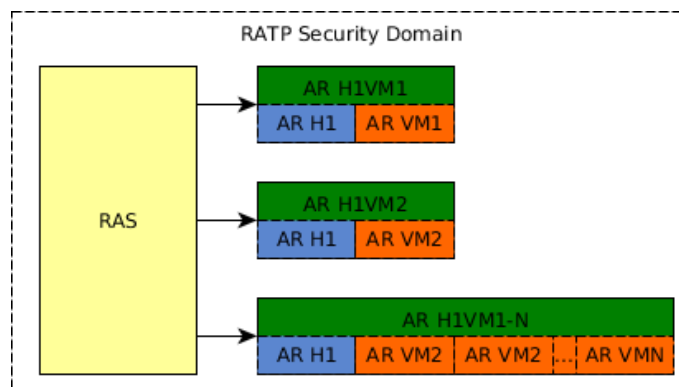 RATP Security Domain
RAS
AR H1VM1
AR H1 AR VM1
AR H1VM2
AR H1 AR VM2
AR H1VM1-N
AR H1 AR VM2 AR VM2 ... AR VMN